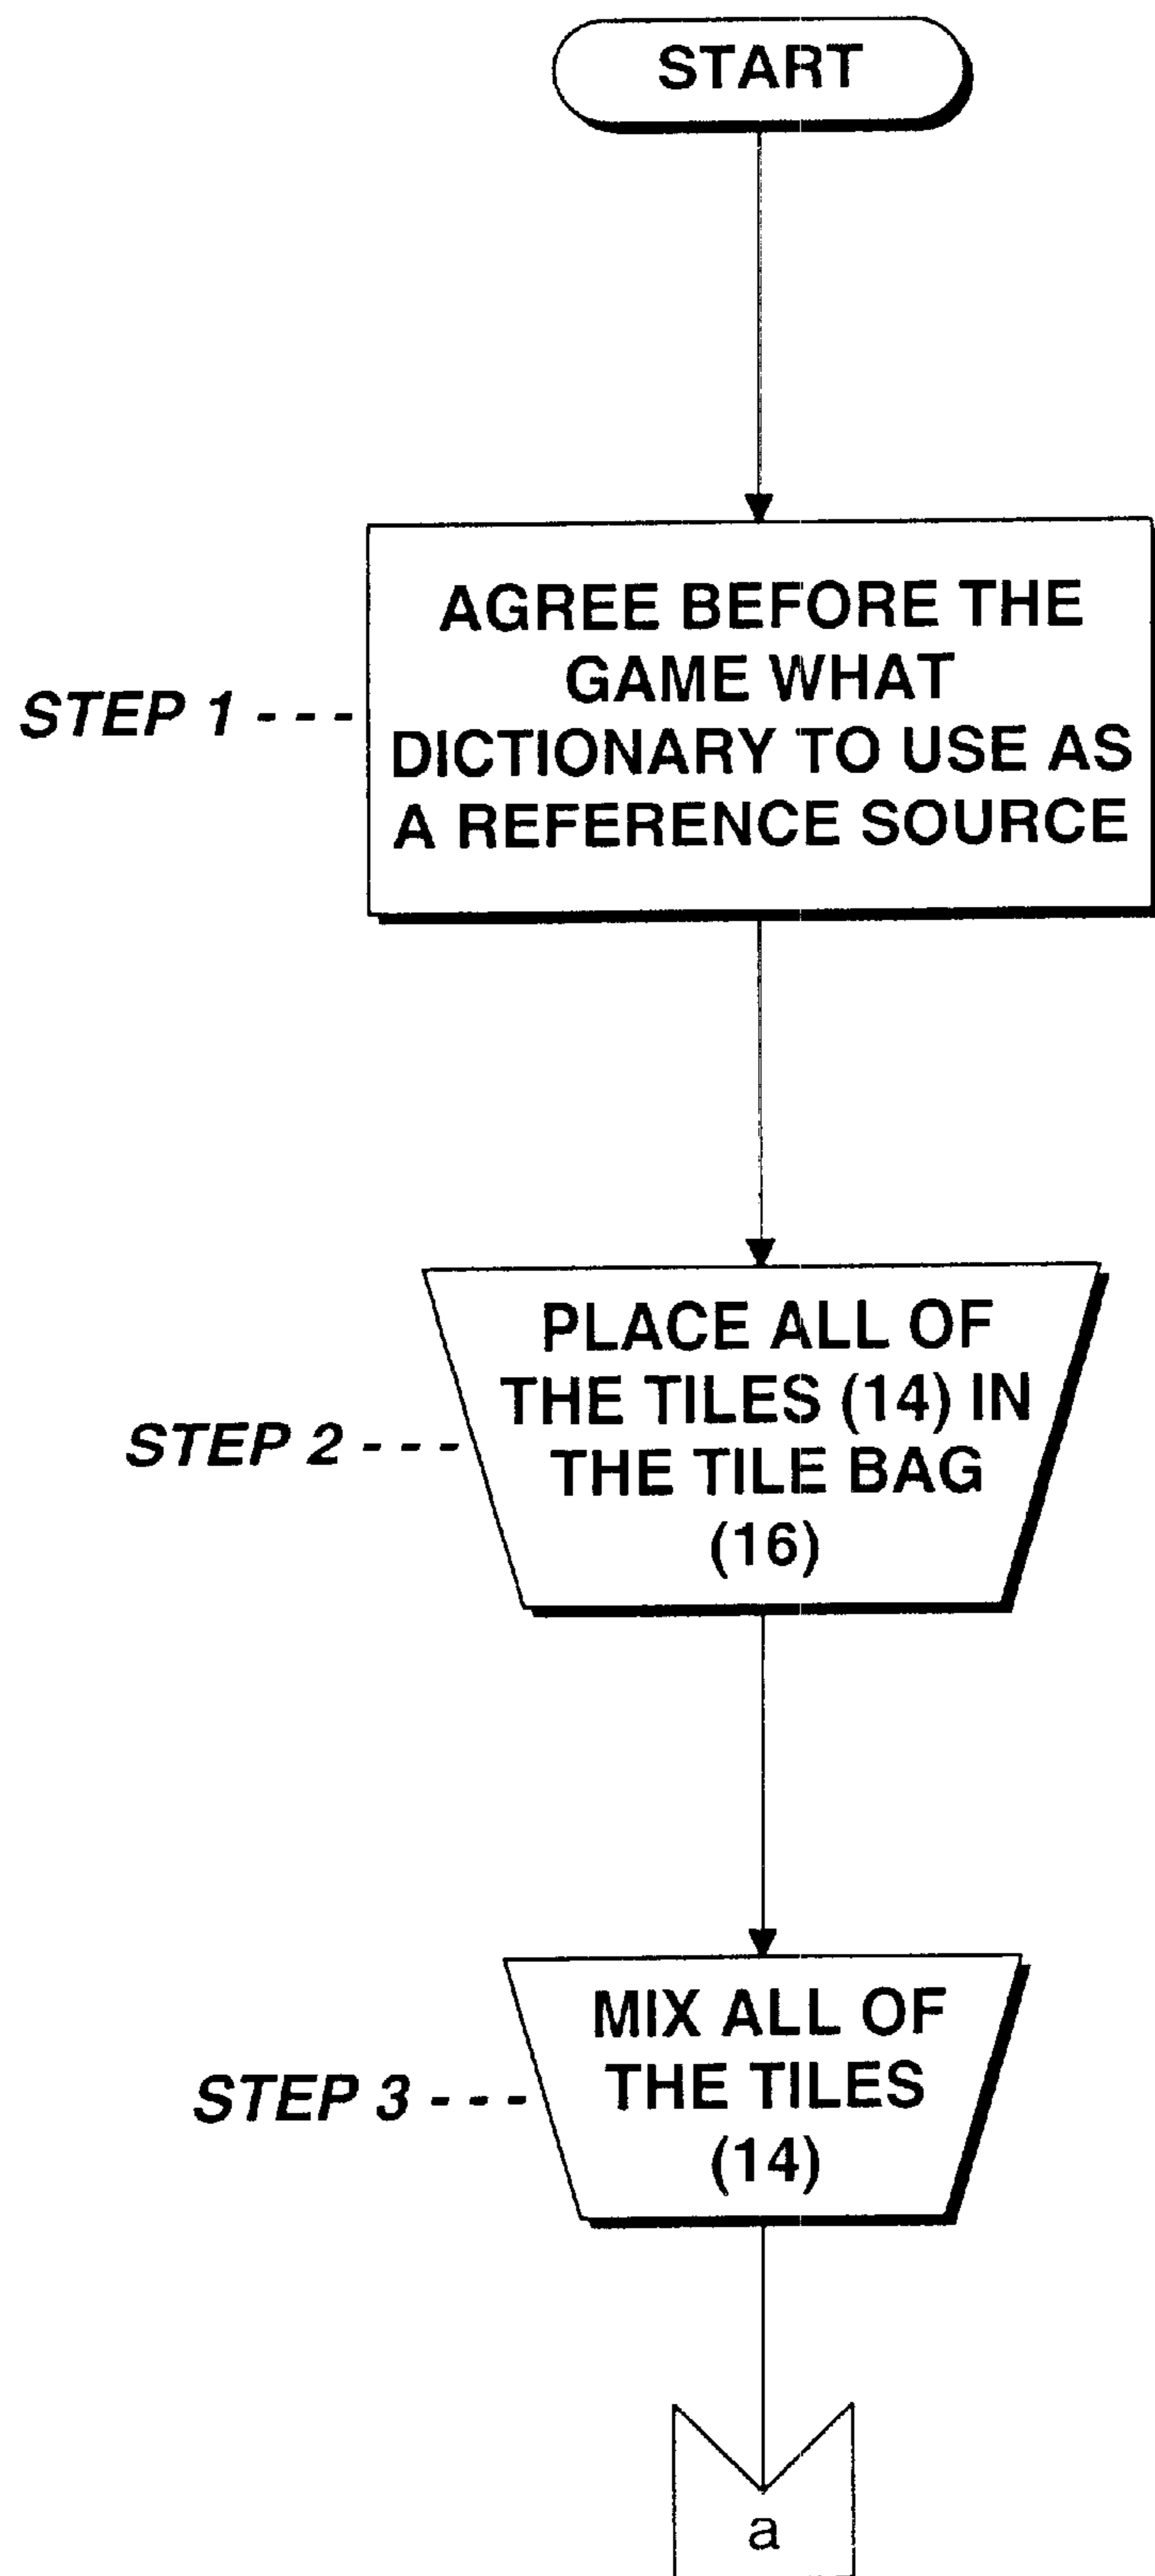 START
STEP 1 - - -
AGREE BEFORE THE
GAME WHAT
DICTIONARY TO USE AS
A REFERENCE SOURCE
STEP 2 - - -
PLACE ALL OF
THE TILES (14) IN
THE TILE BAG
(16)
STEP 3 - - -
MIX ALL OF
THE TILES
(14)
a